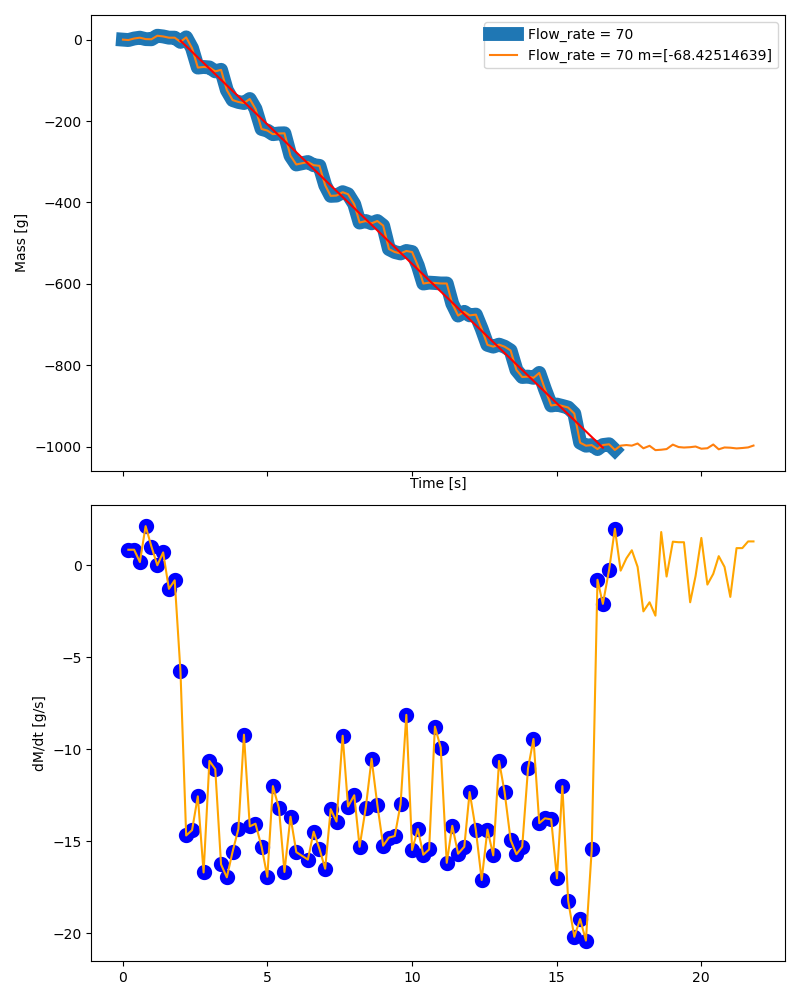 Flow_rate = 70
Flow_rate = 70 m=[-68.42514639]
0
−200
−400
−600
−800
−1000
Mass [g]
Time [s]
0
−5
−10
−15
−20
dM/dt [g/s]
0 5 10 15 20